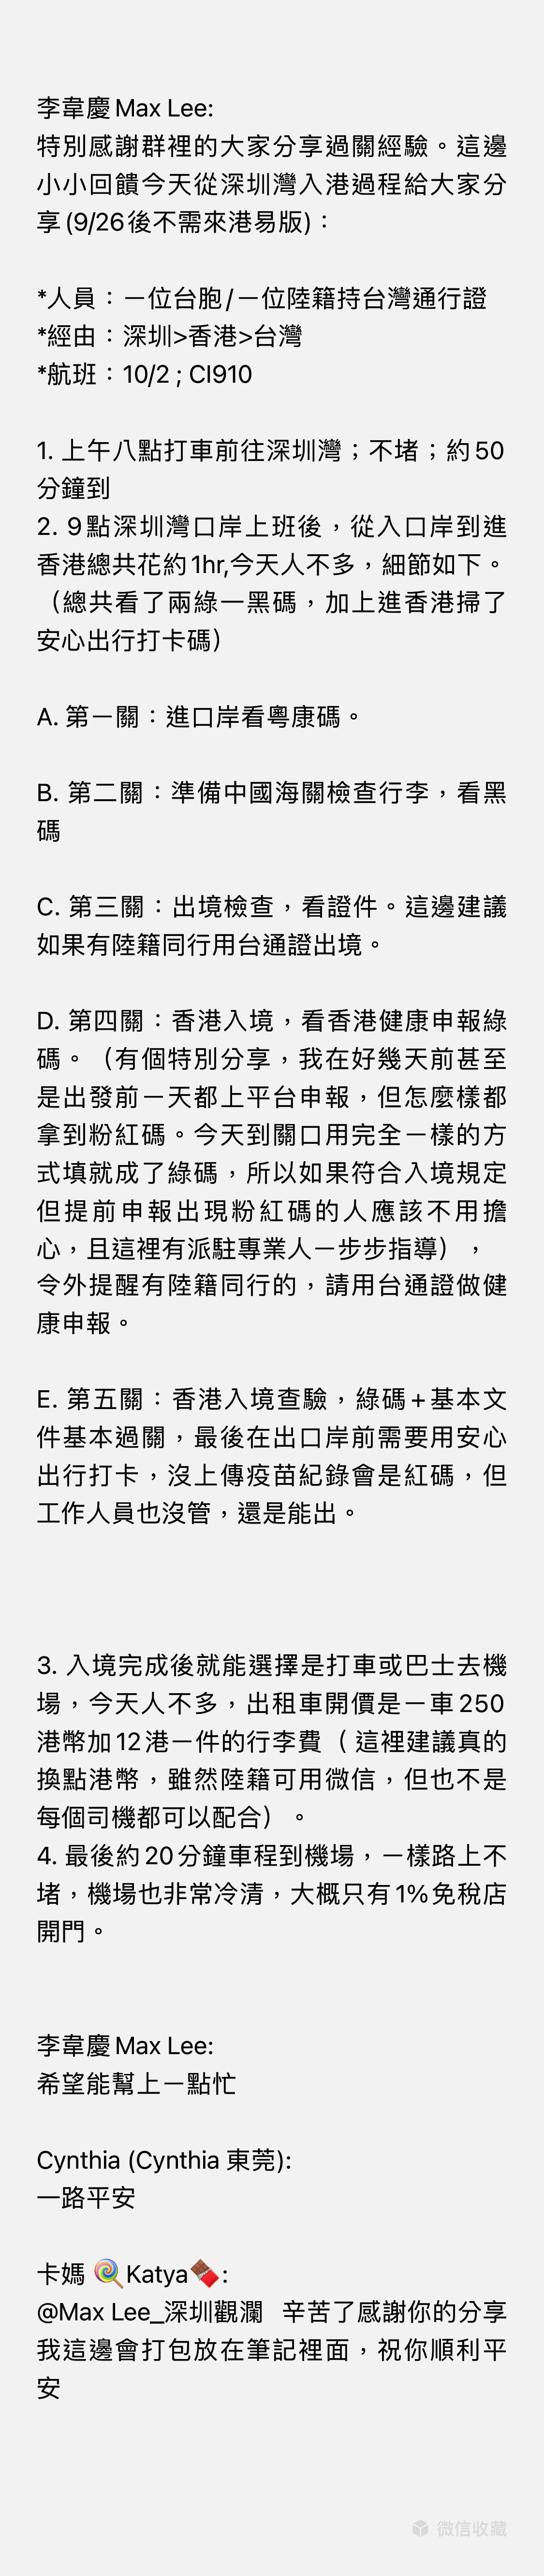 李韋慶 Max Lee:
特別感謝群裡的大家分享過關經驗。這邊
小小回饋今天從深圳灣入港過程給大家分
享 (9/26後不需來港易版)：
*人員：一位台胞/一位陸籍持台灣通行證
*經由：深圳>香港>台灣
*航班：10/2 ; CI910
1. 上午八點打車前往深圳灣；不堵；約 50
分鐘到
2. 9點深圳灣口岸上班後，從入口岸到進
香港總共花約 1hr,今天人不多，細節如下。
（總共看了兩綠一黑碼，加上進香港掃了
安心出行打卡碼）
A. 第一關：進口岸看粵康碼。
B. 第二關：準備中國海關檢查行李，看黑
碼
C. 第三關：出境檢查，看證件。這邊建議
如果有陸籍同行用台通證出境。
D. 第四關：香港入境，看香港健康申報綠
碼。（有個特別分享，我在好幾天前甚至
是出發前一天都上平台申報，但怎麼樣都
拿到粉紅碼。今天到關口用完全一樣的方
式填就成了綠碼，所以如果符合入境規定
但提前申報出現粉紅碼的人應該不用擔
心，且這裡有派駐專業人一步步指導），
令外提醒有陸籍同行的，請用台通證做健
康申報。
E. 第五關：香港入境查驗，綠碼+基本文
件基本過關，最後在出口岸前需要用安心
出行打卡，沒上傳疫苗紀錄會是紅碼，但
工作人員也沒管，還是能出。
3. 入境完成後就能選擇是打車或巴士去機
場，今天人不多，出租車開價是一車 250
港幣加 12 港一件的行李費（ 這裡建議真的
換點港幣，雖然陸籍可用微信，但也不是
每個司機都可以配合）。
4. 最後約 20 分鐘車程到機場，一樣路上不
堵，機場也非常冷清，大概只有 1% 免稅店
開門。
李韋慶 Max Lee:
希望能幫上一點忙
Cynthia (Cynthia 東莞):
一路平安
卡媽 🍭Katya🍫:
@Max Lee_深圳觀瀾 辛苦了感謝你的分享
我這邊會打包放在筆記裡面，祝你順利平
安
微信收藏